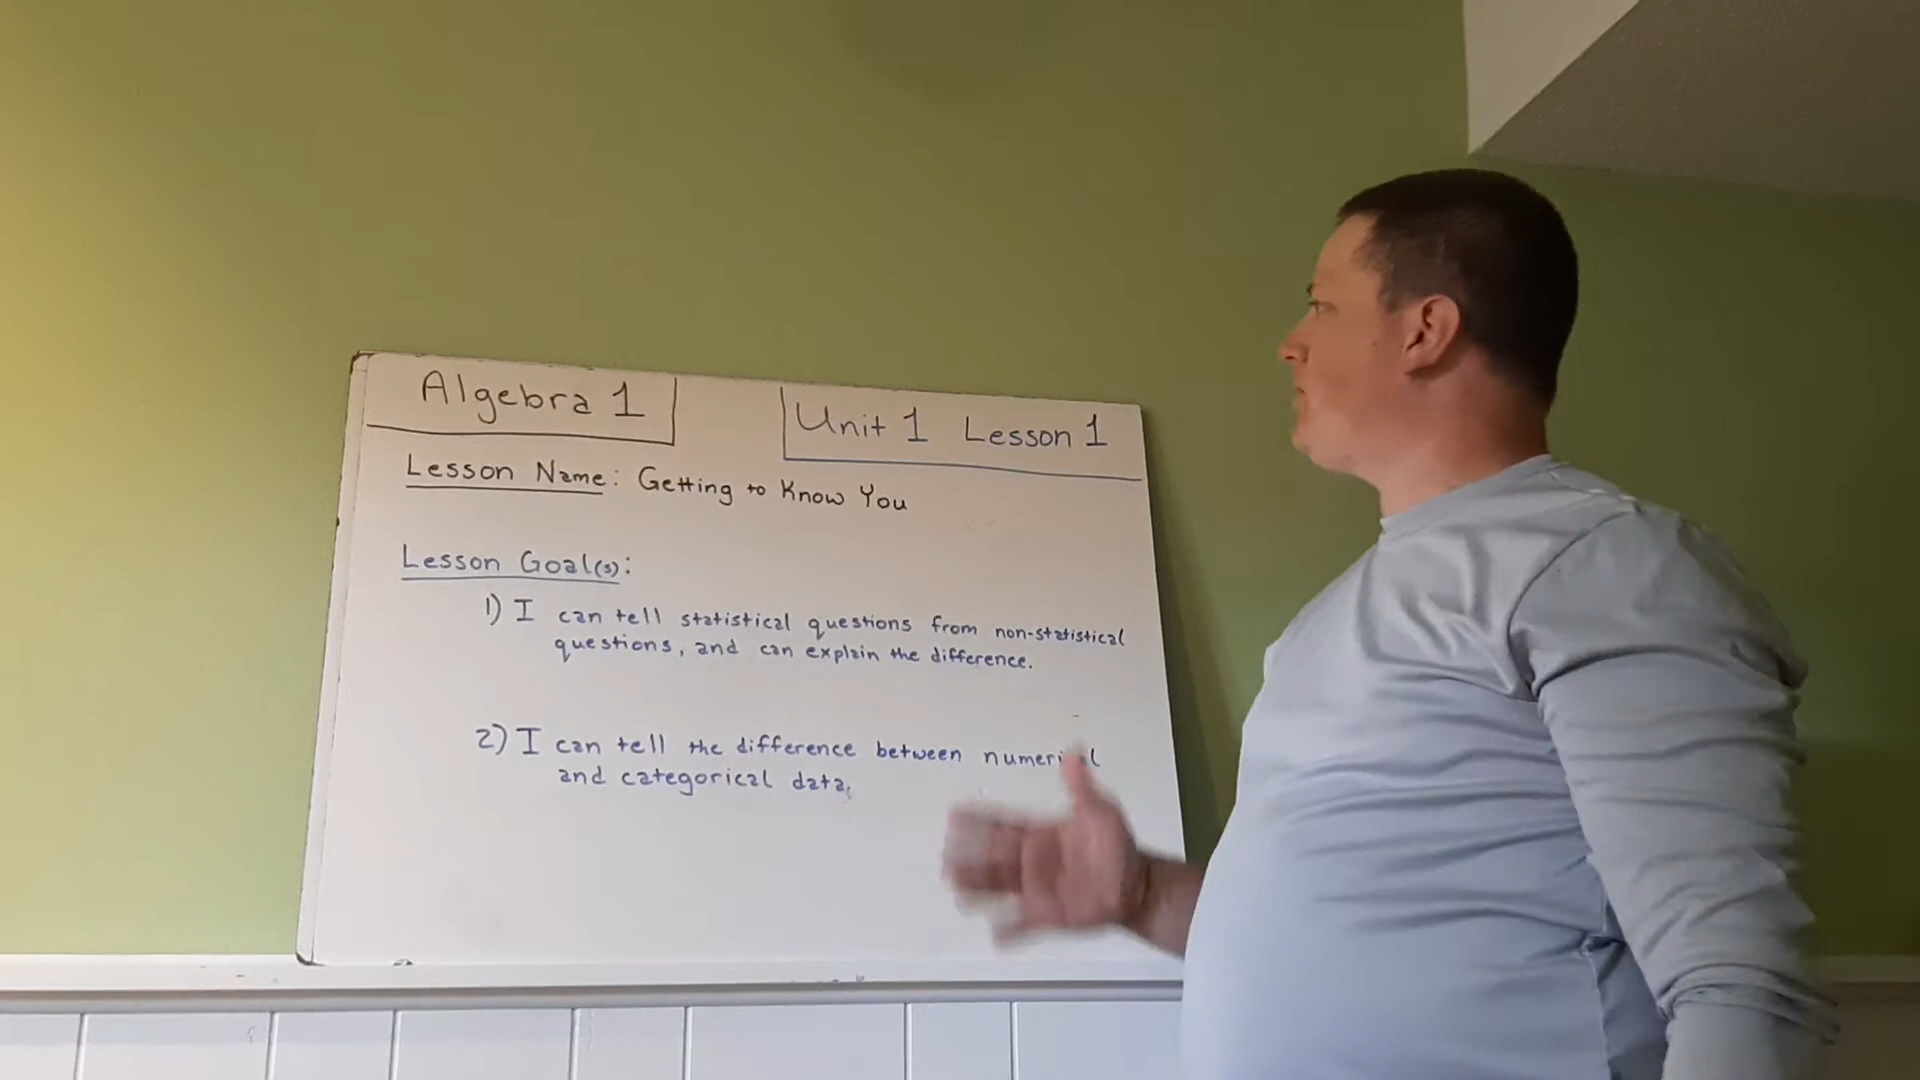 Algebra 1
Unit 1 Lesson 1
Lesson Name: Getting to Know You
Lesson Goal(s):
1) I can tell statistical questions from non-statistical
questions, and can explain the difference.
2) I can tell the difference between numerical
and categorical data.